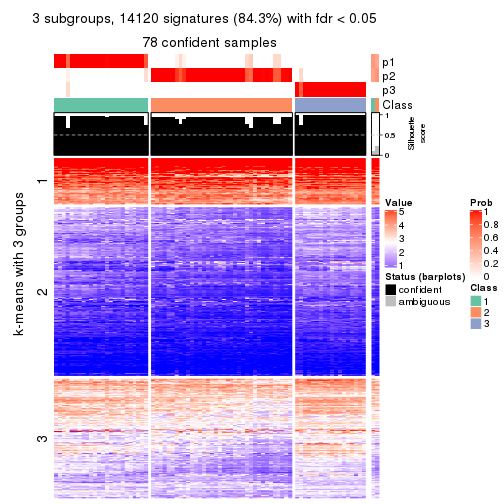 3 subgroups, 14120 signatures (84.3%) with fdr < 0.05
78 confident samples
p1
p2
p3
Class
1
0.5
0
Silhouette
score
k-means with 3 groups
1
2
3
Value
5
4
3
2
1
Status (barplots)
confident
ambiguous
Prob
1
0.8
0.6
0.4
0.2
0
Class
1
2
3